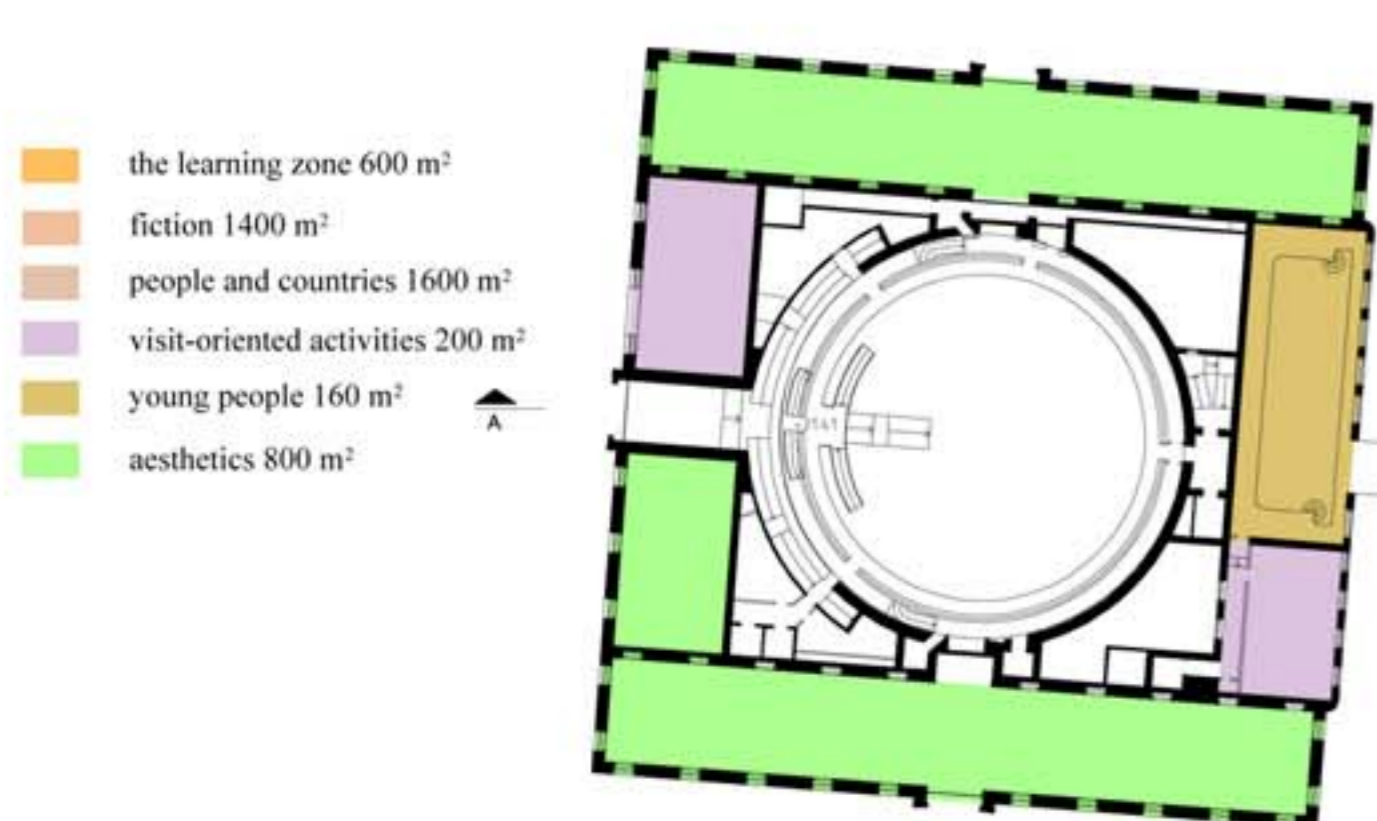 the learning zone 600 m²
fiction 1400 m²
people and countries 1600 m²
visit-oriented activities 200 m²
young people 160 m²
A
aesthetics 800 m²
141